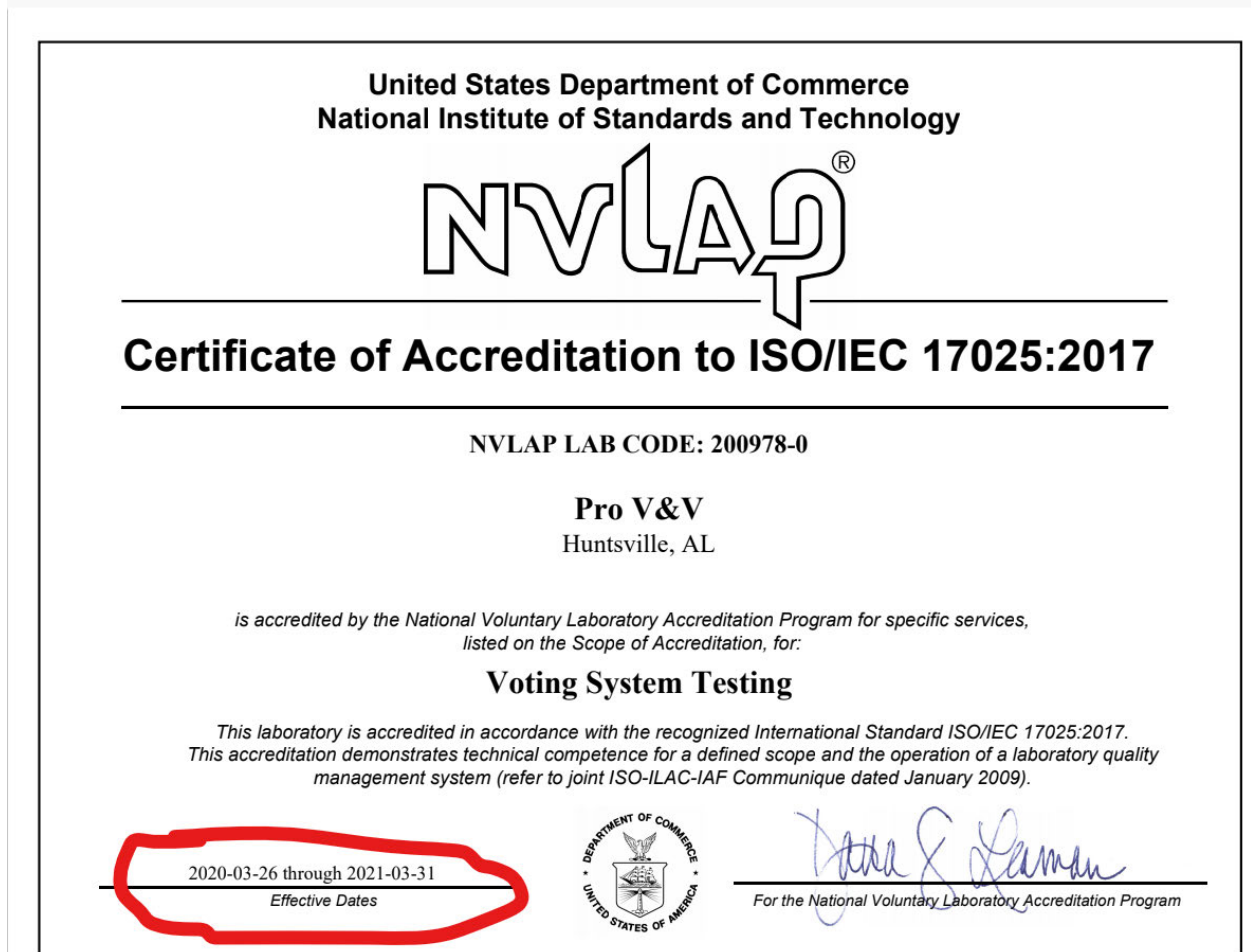 United States Department of Commerce
National Institute of Standards and Technology
NVLAP®
Certificate of Accreditation to ISO/IEC 17025:2017
NVLAP LAB CODE: 200978-0
Pro V&V
Huntsville, AL
is accredited by the National Voluntary Laboratory Accreditation Program for specific services,
listed on the Scope of Accreditation, for:
Voting System Testing
This laboratory is accredited in accordance with the recognized International Standard ISO/IEC 17025:2017.
This accreditation demonstrates technical competence for a defined scope and the operation of a laboratory quality
management system (refer to joint ISO-ILAC-IAF Communique dated January 2009).
2020-03-26 through 2021-03-31
Effective Dates
DEPARTMENT OF COMMERCE
UNITED STATES OF AMERICA
Dana S. Leaman
For the National Voluntary Laboratory Accreditation Program